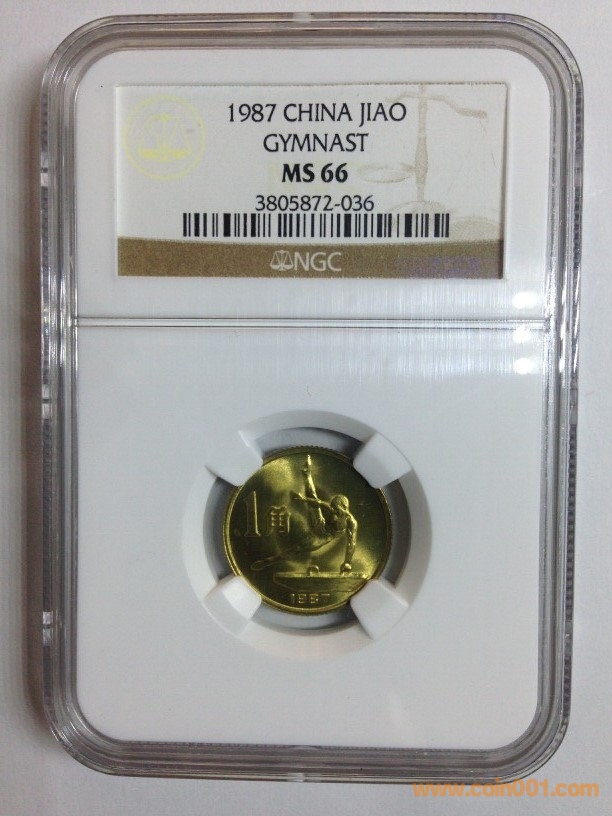 1987 CHINA JIAO
GYMNAST
MS 66
3805872-036
NGC
1角
1987
www.coin001.com